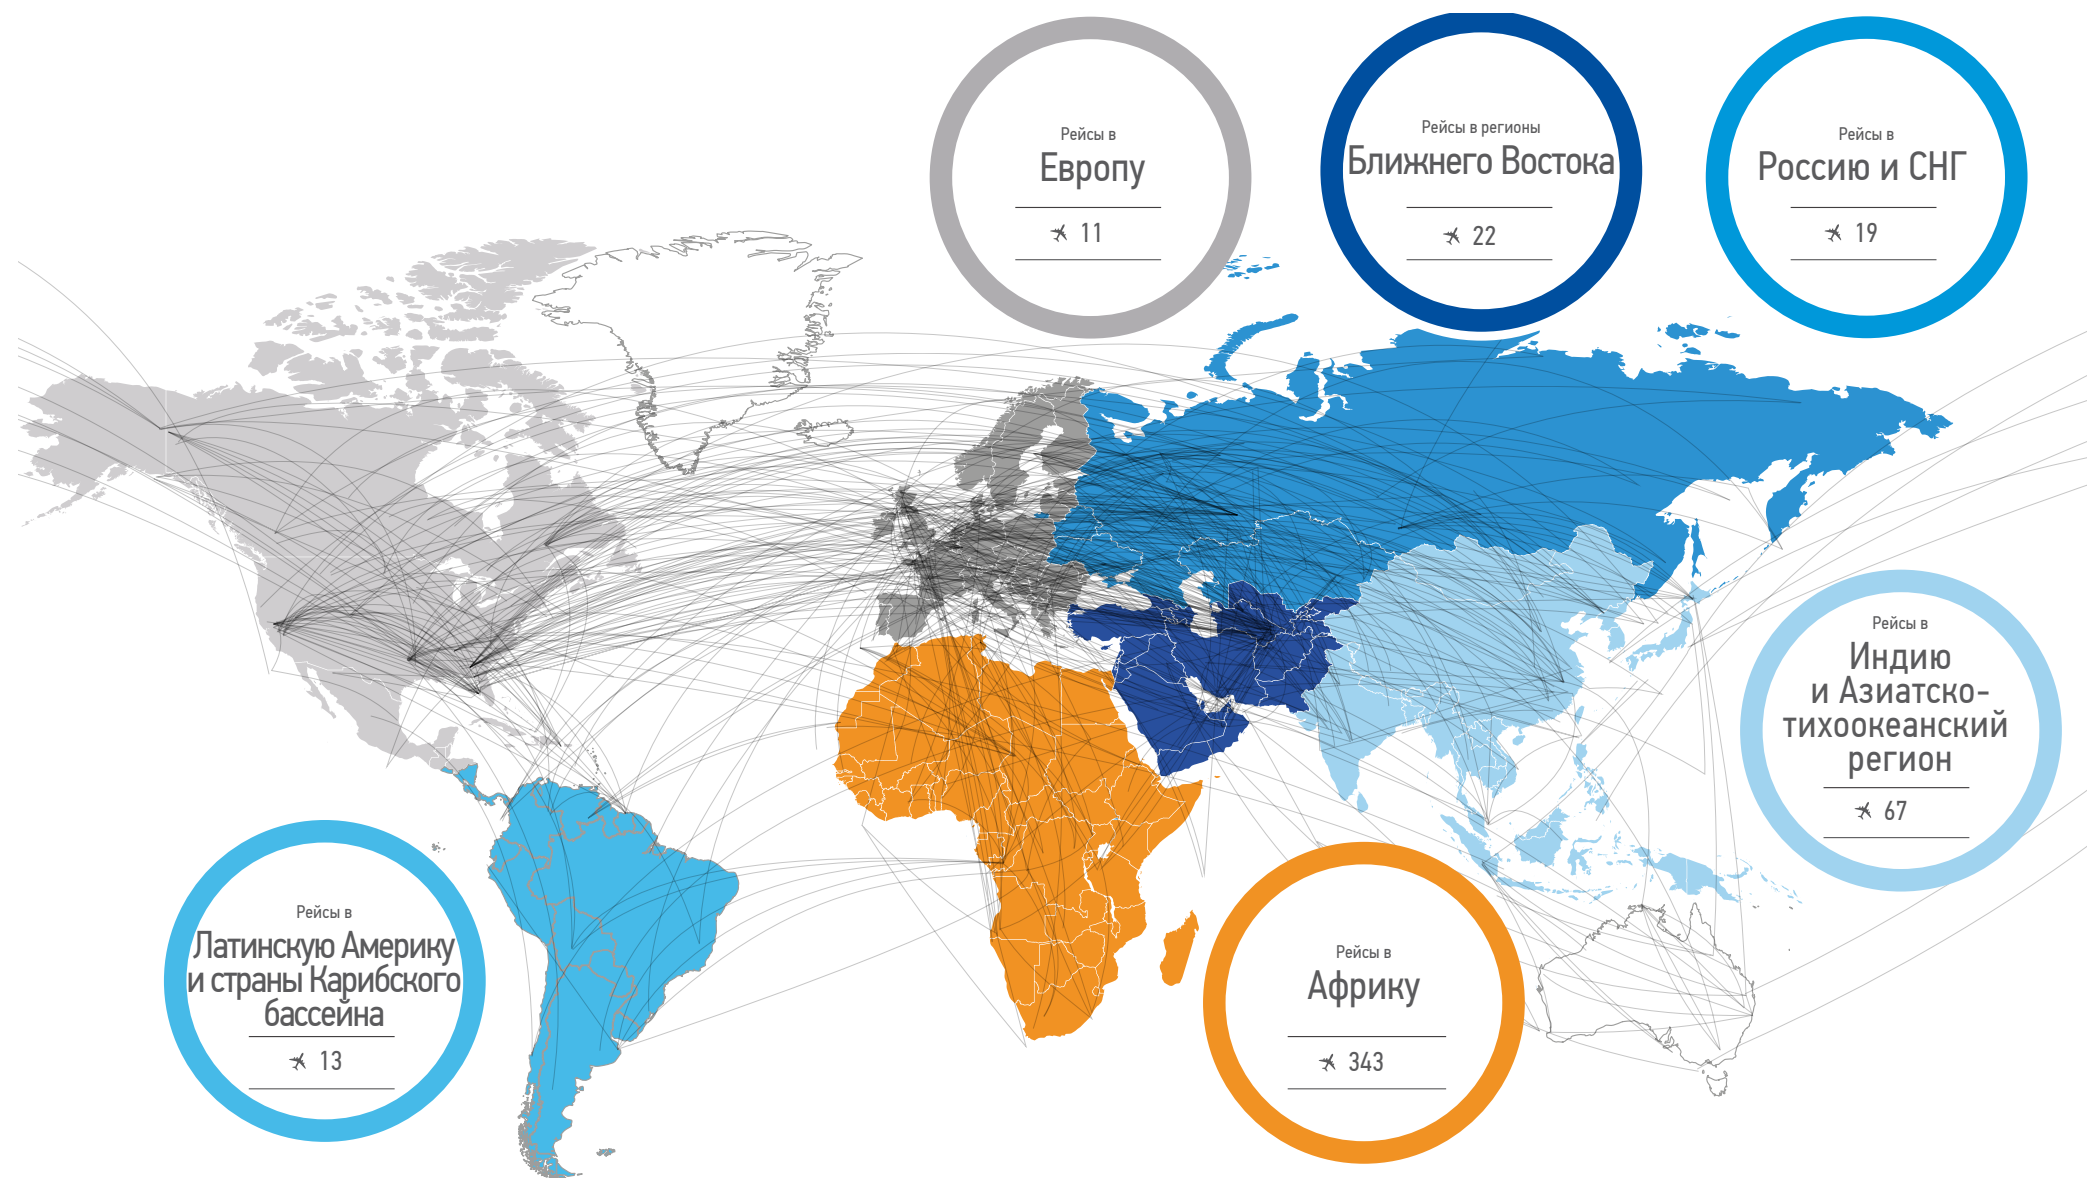 Рейсы в
Европу
11
Рейсы в регионы
Ближнего Востока
22
Рейсы в
Россию и СНГ
19
Рейсы в
Индию
и Азиатско-
тихоокеанский
регион
67
Рейсы в
Латинскую Америку
и страны Карибского
бассейна
13
Рейсы в
Африку
343